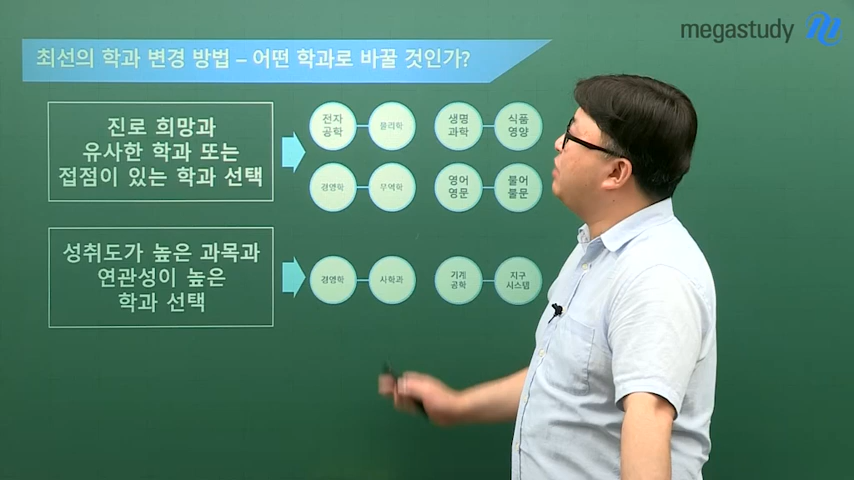 megastudy
최선의 학과 변경 방법 – 어떤 학과로 바꿀 것인가?
진로 희망과
유사한 학과 또는
접점이 있는 학과 선택
전자
공학
물리학
생명
과학
식품
영양
경영학
무역학
영어
영문
불어
불문
성취도가 높은 과목과
연관성이 높은
학과 선택
경영학
사학과
기계
공학
지구
시스템